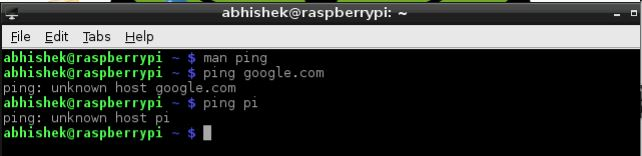 abhishek@raspberrypi: ~
File Edit Tabs Help
abhishek@raspberrypi ~ $ man ping
abhishek@raspberrypi ~ $ ping google.com
ping: unknown host google.com
abhishek@raspberrypi ~ $ ping pi
ping: unknown host pi
abhishek@raspberrypi ~ $